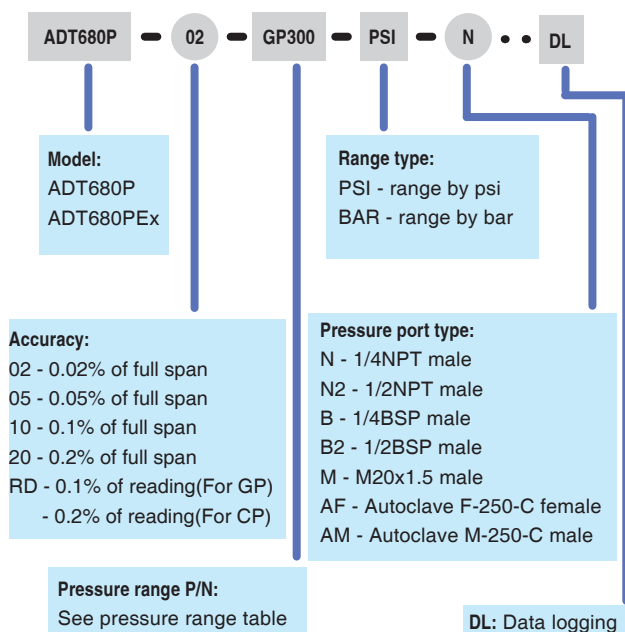 ADT680P 02 GP300 PSI N DL
Model:
ADT680P
ADT680PEx
Range type:
PSI - range by psi
BAR - range by bar
Accuracy:
02 - 0.02% of full span
05 - 0.05% of full span
10 - 0.1% of full span
20 - 0.2% of full span
RD - 0.1% of reading(For GP)
- 0.2% of reading(For CP)
Pressure port type:
N - 1/4NPT male
N2 - 1/2NPT male
B - 1/4BSP male
B2 - 1/2BSP male
M - M20x1.5 male
AF - Autoclave F-250-C female
AM - Autoclave M-250-C male
Pressure range P/N:
See pressure range table
DL: Data logging